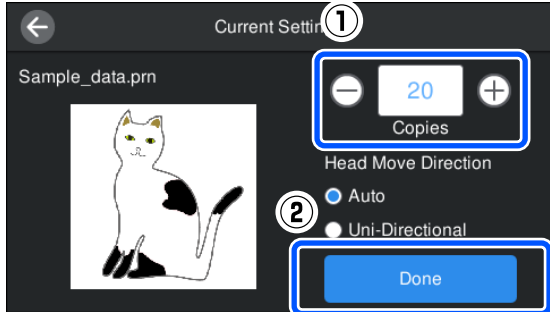 Current Settin
①
Sample_data.prn
20
Copies
Head Move Direction
Auto
②
Uni-Directional
Done